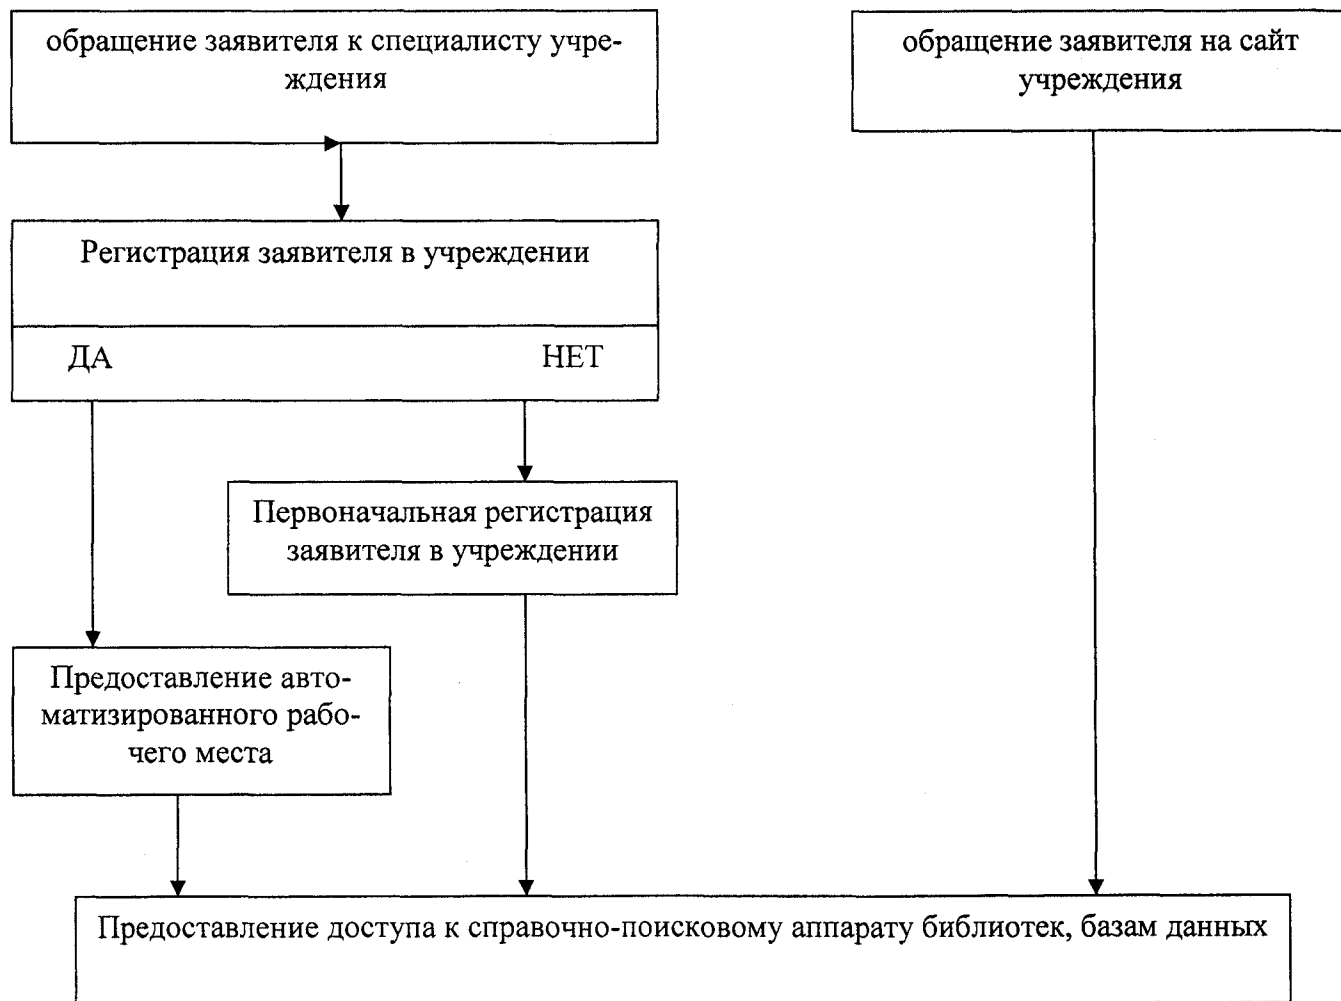 обращение заявителя к специалисту учре-
ждения
обращение заявителя на сайт
учреждения
Регистрация заявителя в учреждении
ДА НЕТ
Первоначальная регистрация
заявителя в учреждении
Предоставление авто-
матизированного рабо-
чего места
Предоставление доступа к справочно-поисковому аппарату библиотек, базам данных